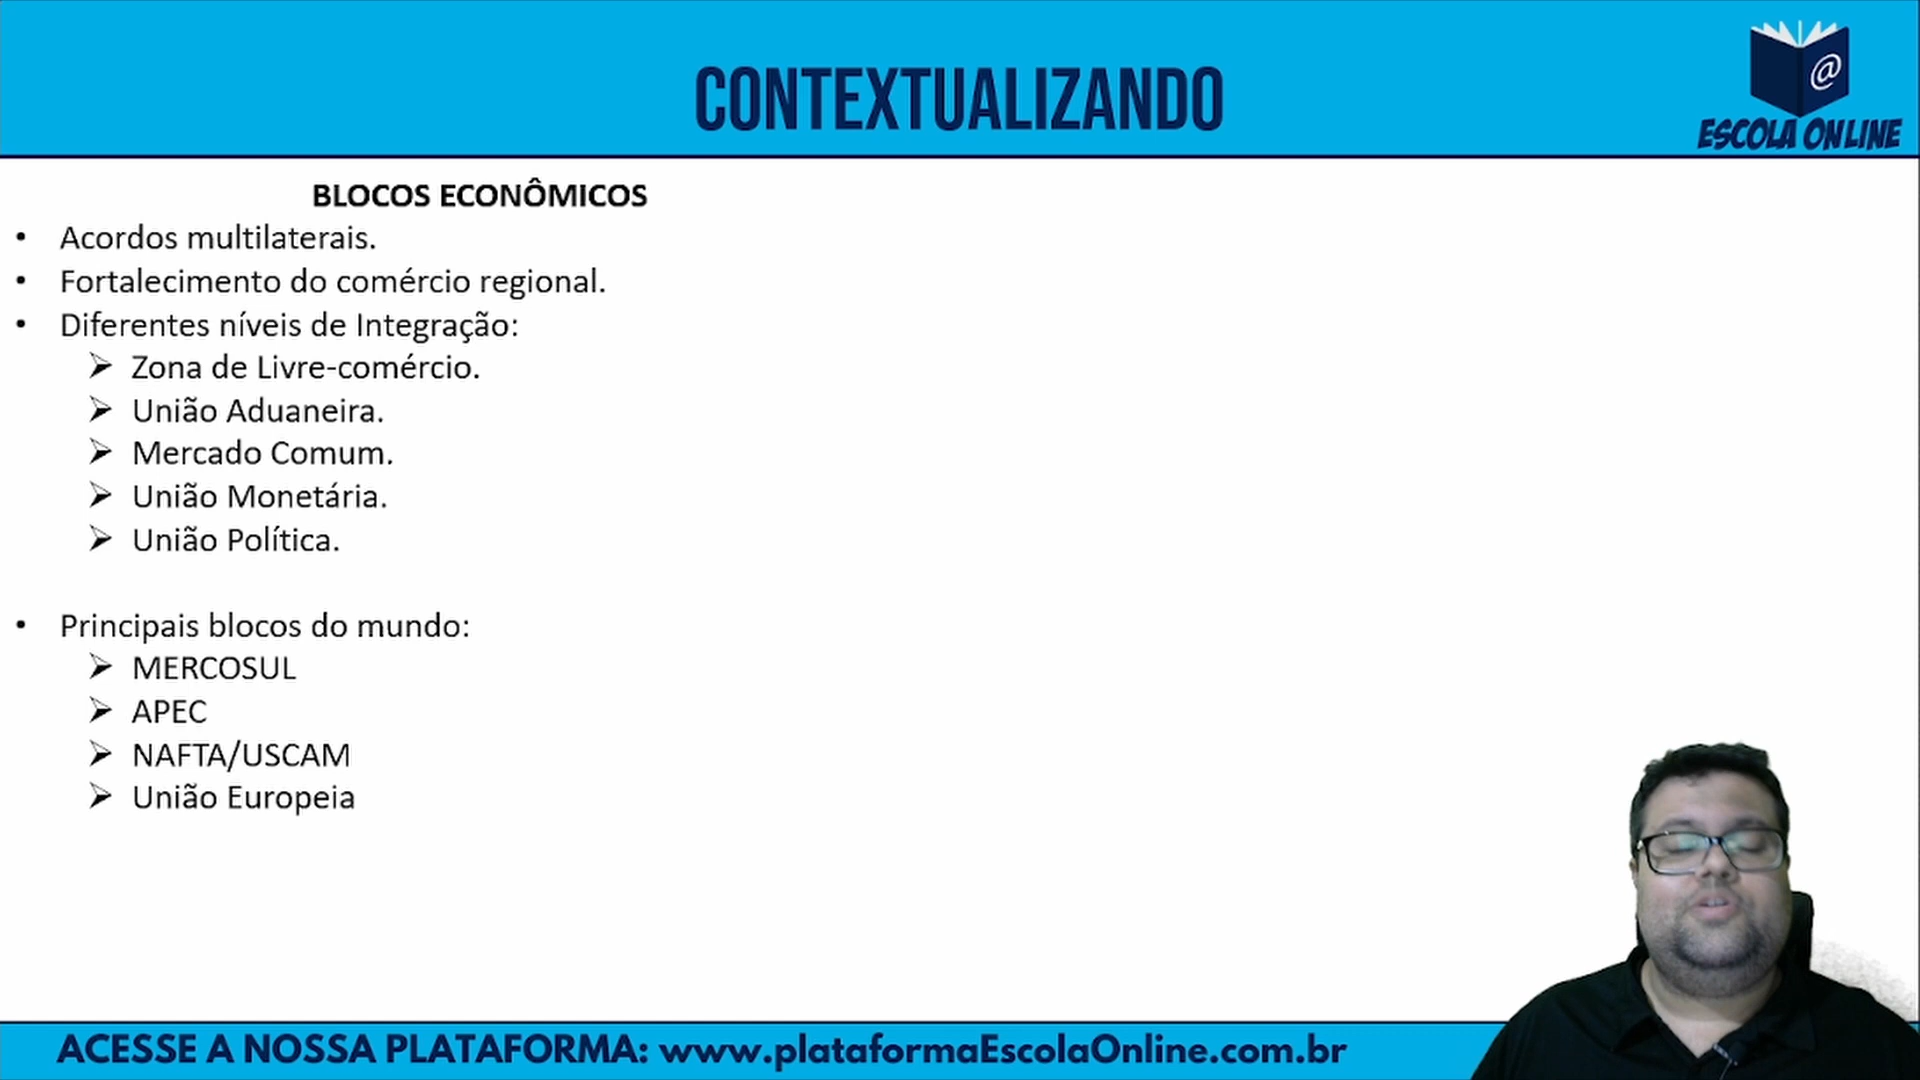 CONTEXTUALIZANDO
@
ESCOLA ONLINE
BLOCOS ECONÔMICOS
• Acordos multilaterais.
• Fortalecimento do comércio regional.
• Diferentes níveis de Integração:
➢ Zona de Livre-comércio.
➢ União Aduaneira.
➢ Mercado Comum.
➢ União Monetária.
➢ União Política.
• Principais blocos do mundo:
➢ MERCOSUL
➢ APEC
➢ NAFTA/USCAM
➢ União Europeia
ACESSE A NOSSA PLATAFORMA: www.plataformaEscolaOnline.com.br